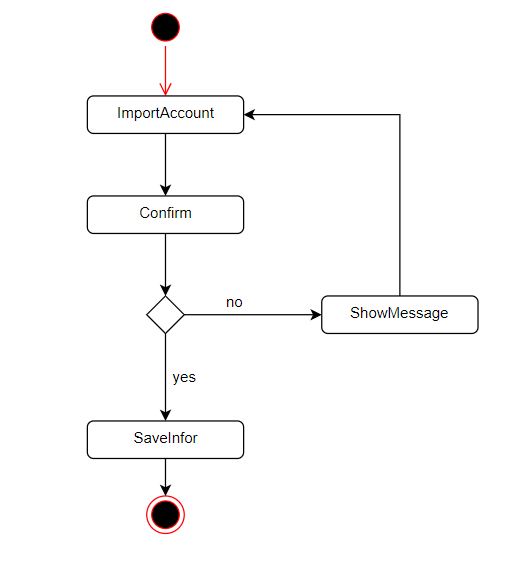 ImportAccount
Confirm
no
ShowMessage
yes
SaveInfor